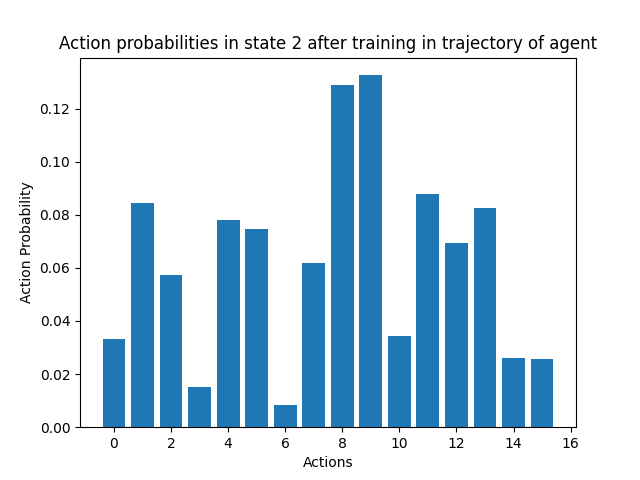 Action probabilities in state 2 after training in trajectory of agent
0.12
0.10
0.08
0.06
0.04
0.02
0.00
Action Probability
0 2 4 6 8 10 12 14 16
Actions